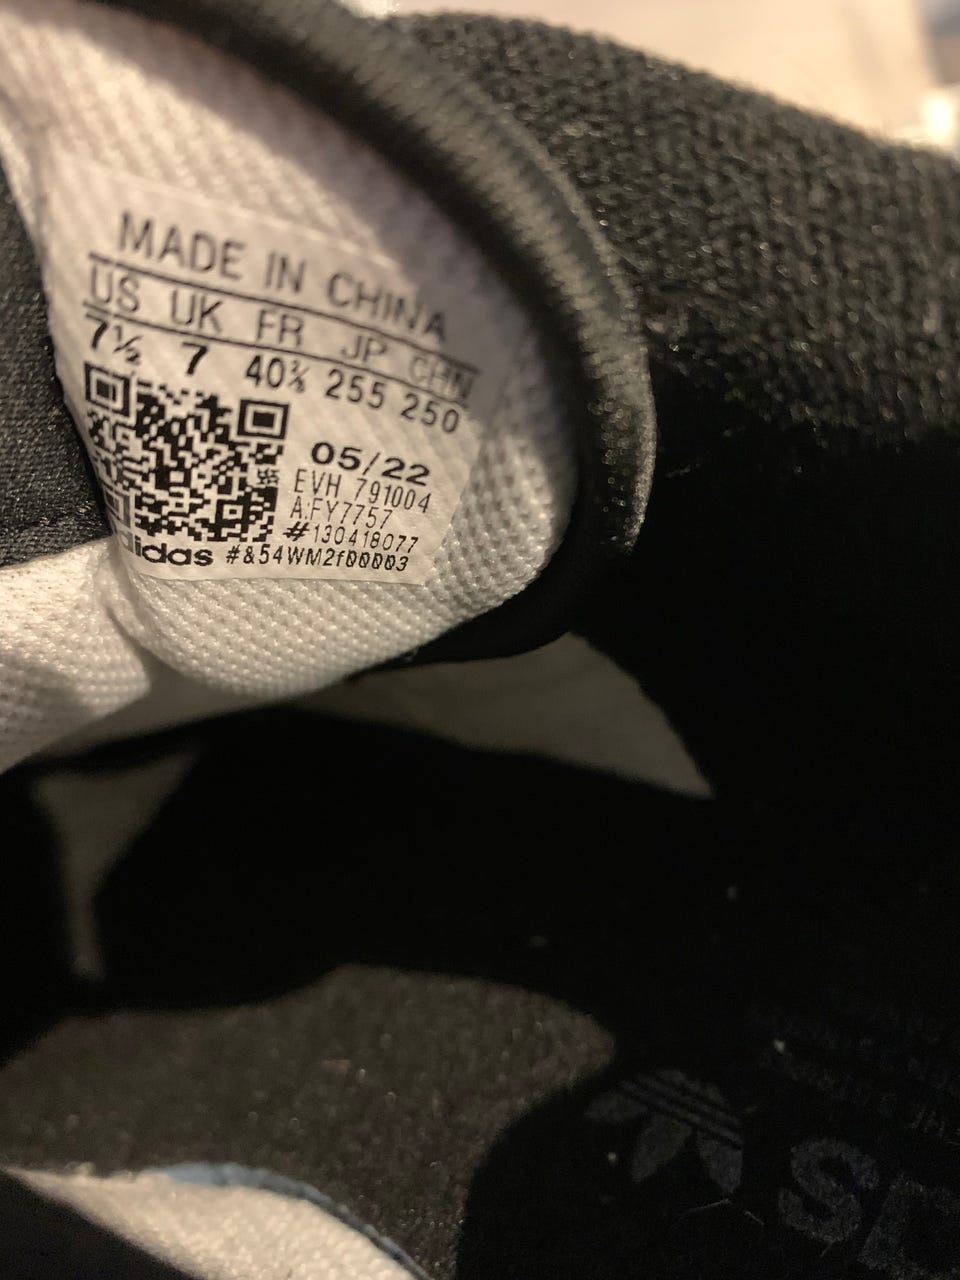 MADE IN CHINA
US UK FR JP CHN
7½ 7 40⅔ 255 250
05/22
EVH 791004
A:FY7757
#130418077
adidas #&54WM2f00003